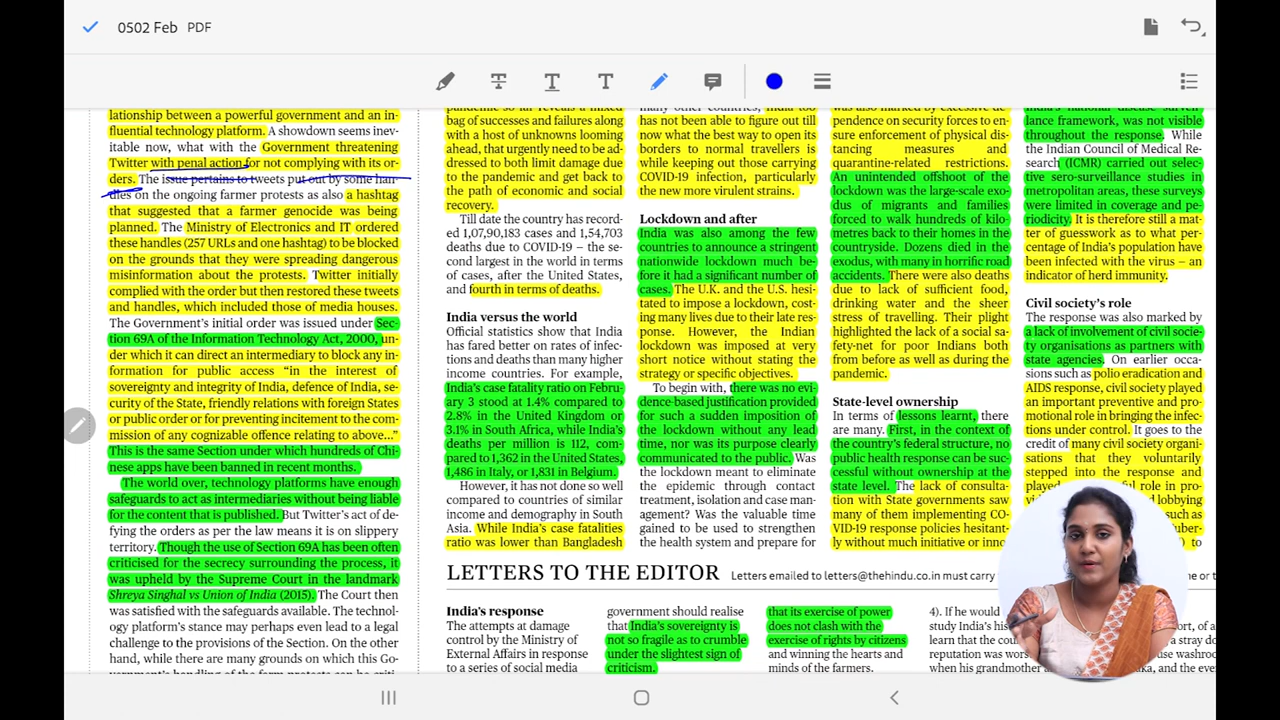 0502 Feb PDF
lationship between a powerful government and an in-
fluential technology platform. A showdown seems inev-
itable now, what with the Government threatening
Twitter with penal action for not complying with its or-
ders. The issue pertains to tweets put out by some han-
dles on the ongoing farmer protests as also a hashtag
that suggested that a farmer genocide was being
planned. The Ministry of Electronics and IT ordered
these handles (257 URLs and one hashtag) to be blocked
on the grounds that they were spreading dangerous
misinformation about the protests. Twitter initially
complied with the order but then restored these tweets
and handles, which included those of media houses.
The Government's initial order was issued under Sec-
tion 69A of the Information Technology Act, 2000, un-
der which it can direct an intermediary to block any in-
formation for public access "in the interest of
sovereignty and integrity of India, defence of India, se-
curity of the State, friendly relations with foreign States
or public order or for preventing incitement to the com-
mission of any cognizable offence relating to above..."
This is the same Section under which hundreds of Chi-
nese apps have been banned in recent months.
The world over, technology platforms have enough
safeguards to act as intermediaries without being liable
for the content that is published. But Twitter's act of de-
fying the orders as per the law means it is on slippery
territory. Though the use of Section 69A has been often
criticised for the secrecy surrounding the process, it
was upheld by the Supreme Court in the landmark
Shreya Singhal vs Union of India (2015). The Court then
was satisfied with the safeguards available. The technol-
ogy platform's stance may perhaps even lead to a legal
challenge to the provisions of the Section. On the other
hand, while there are many grounds on which this Go-
pandemic so far reveals a mixed
bag of successes and failures along
with a host of unknowns looming
ahead, that urgently need to be ad-
dressed to both limit damage due
to the pandemic and get back to
the path of economic and social
recovery.
Till date the country has record-
ed 1,07,90,183 cases and 1,54,703
deaths due to COVID-19 – the se-
cond largest in the world in terms
of cases, after the United States,
and fourth in terms of deaths.
India versus the world
Official statistics show that India
has fared better on rates of infec-
tions and deaths than many higher
income countries. For example,
India's case fatality ratio on Febru-
ary 3 stood at 1.4% compared to
2.8% in the United Kingdom or
3.1% in South Africa, while India's
deaths per million is 112, com-
pared to 1,362 in the United States,
1,486 in Italy, or 1,831 in Belgium.
However, it has not done so well
compared to countries of similar
income and demography in South
Asia. While India's case fatalities
ratio was lower than Bangladesh
many other countries, India too
has not been able to figure out till
now what the best way to open its
borders to normal travellers is
while keeping out those carrying
COVID-19 infection, particularly
the new more virulent strains.
Lockdown and after
India was also among the few
countries to announce a stringent
nationwide lockdown much be-
fore it had a significant number of
cases. The U.K. and the U.S. hesi-
tated to impose a lockdown, cost-
ing many lives due to their late res-
ponse. However, the Indian
lockdown was imposed at very
short notice without stating the
strategy or specific objectives.
To begin with, there was no evi-
dence-based justification provided
for such a sudden imposition of
the lockdown without any lead
time, nor was its purpose clearly
communicated to the public. Was
the lockdown meant to eliminate
the epidemic through contact
treatment, isolation and case man-
agement? Was the valuable time
gained to be used to strengthen
the health system and prepare for
was also marked by excessive de-
pendence on security forces to en-
sure enforcement of physical dis-
tancing measures and
quarantine-related restrictions.
An unintended offshoot of the
lockdown was the large-scale exo-
dus of migrants and families
forced to walk hundreds of kilo-
metres back to their homes in the
countryside. Dozens died in the
exodus, with many in horrific road
accidents. There were also deaths
due to lack of sufficient food,
drinking water and the sheer
stress of travelling. Their plight
highlighted the lack of a social sa-
fety-net for poor Indians both
from before as well as during the
pandemic.
State-level ownership
In terms of lessons learnt, there
are many. First, in the context of
the country's federal structure, no
public health response can be suc-
cessful without ownership at the
state level. The lack of consulta-
tion with State governments saw
many of them implementing CO-
VID-19 response policies hesitant-
ly without much initiative or inno-
India's national disease surveil-
lance framework, was not visible
throughout the response. While
the Indian Council of Medical Re-
search (ICMR) carried out selec-
tive sero-surveillance studies in
metropolitan areas, these surveys
were limited in coverage and pe-
riodicity. It is therefore still a mat-
ter of guesswork as to what per-
centage of India's population have
been infected with the virus – an
indicator of herd immunity.
Civil society's role
The response was also marked by
a lack of involvement of civil socie-
ty organisations as partners with
state agencies. On earlier occa-
sions such as polio eradication and
AIDS response, civil society played
an important preventive and pro-
motional role in bringing the infec-
tions under control. It goes to the
credit of many civil society organi-
sations that they voluntarily
stepped into the response and
played ful role in pro-
lobbying
such as
tuber-
to
LETTERS TO THE EDITOR Letters emailed to letters@thehindu.co.in must carry
India's response
The attempts at damage
control by the Ministry of
External Affairs in response
to a series of social media
government should realise
that India's sovereignty is
not so fragile as to crumble
under the slightest sign of
criticism.
that its exercise of power
does not clash with the
exercise of rights by citizens
and winning the hearts and
minds of the farmers.
4). If he would
study India's his
learn that the cou
reputation was wors
when his grandmother